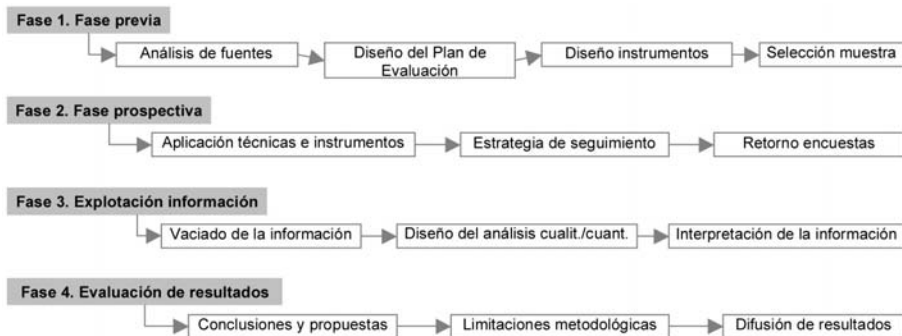 Fase 1. Fase previa
Análisis de fuentes
Diseño del Plan de
Evaluación
Diseño instrumentos
Selección muestra
Fase 2. Fase prospectiva
Aplicación técnicas e instrumentos
Estrategia de seguimiento
Retorno encuestas
Fase 3. Explotación información
Vaciado de la información
Diseño del análisis cualit./cuant.
Interpretación de la información
Fase 4. Evaluación de resultados
Conclusiones y propuestas
Limitaciones metodológicas
Difusión de resultados